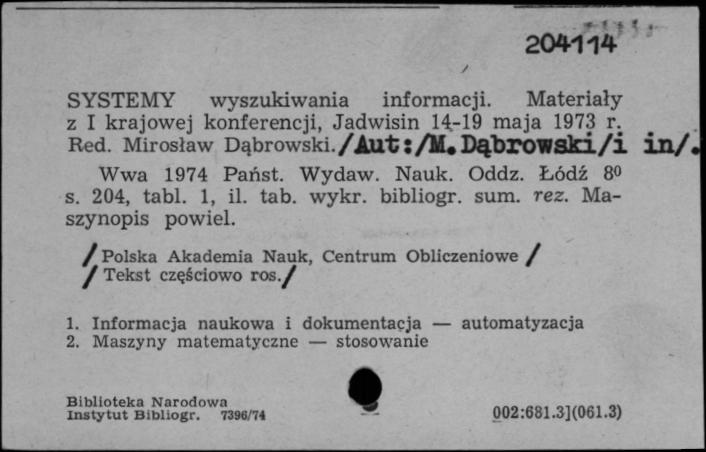 204114
SYSTEMY wyszukiwania informacji. Materiały
z I krajowej konferencji, Jadwisin 14-19 maja 1973 r.
Red. Mirosław Dąbrowski./Aut:/M.Dąbrowski/i in/.
Wwa 1974 Państ. Wydaw. Nauk. Oddz. Łódź 8⁰
s. 204, tabl. 1, il. tab. wykr. bibliogr. sum. rez. Ma-
szynopis powiel.
/Polska Akademia Nauk, Centrum Obliczeniowe/
/Tekst częściowo ros./
1. Informacja naukowa i dokumentacja — automatyzacja
2. Maszyny matematyczne — stosowanie
Biblioteka Narodowa
Instytut Bibliogr. 7396/74
002:681.3](061.3)